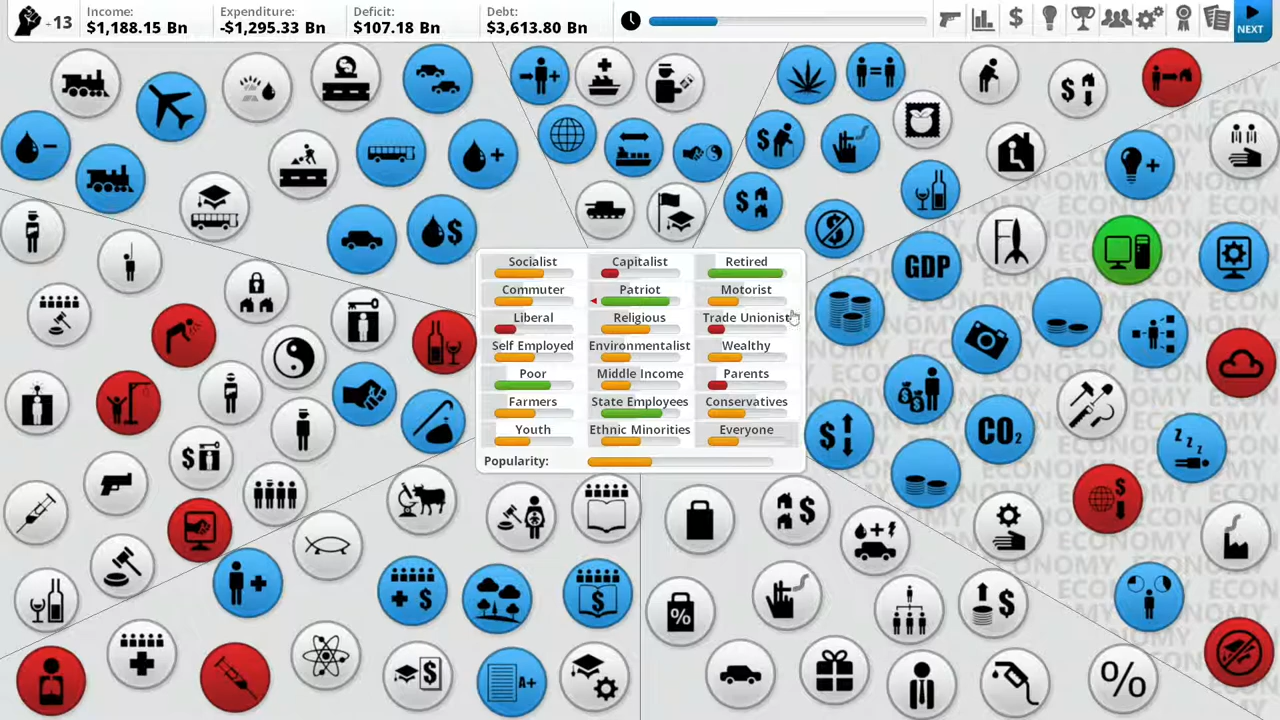 13
Income:
$1,188.15 Bn
Expenditure:
-$1,295.33 Bn
Deficit:
$107.18 Bn
Debt:
$3,613.80 Bn
NEXT
Socialist
Capitalist
Retired
Commuter
Patriot
Motorist
Liberal
Religious
Trade Unionist
Self Employed
Environmentalist
Wealthy
Poor
Middle Income
Parents
Farmers
State Employees
Conservatives
Youth
Ethnic Minorities
Everyone
Popularity:
GDP
CO2
A+
%
ECONOMY